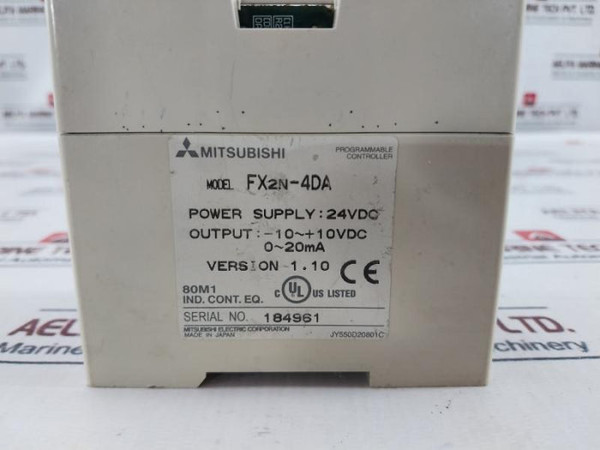 MITSUBISHI
PROGRAMMABLE
CONTROLLER
MODEL FX2N-4DA
POWER SUPPLY: 24VDC
OUTPUT: -10~+10VDC
0~20mA
VERSION 1.10 CE
80M1
IND. CONT. EQ.
C UL US LISTED
SERIAL NO. 184961
MITSUBISHI ELECTRIC CORPORATION
MADE IN JAPAN
JY550D20801C